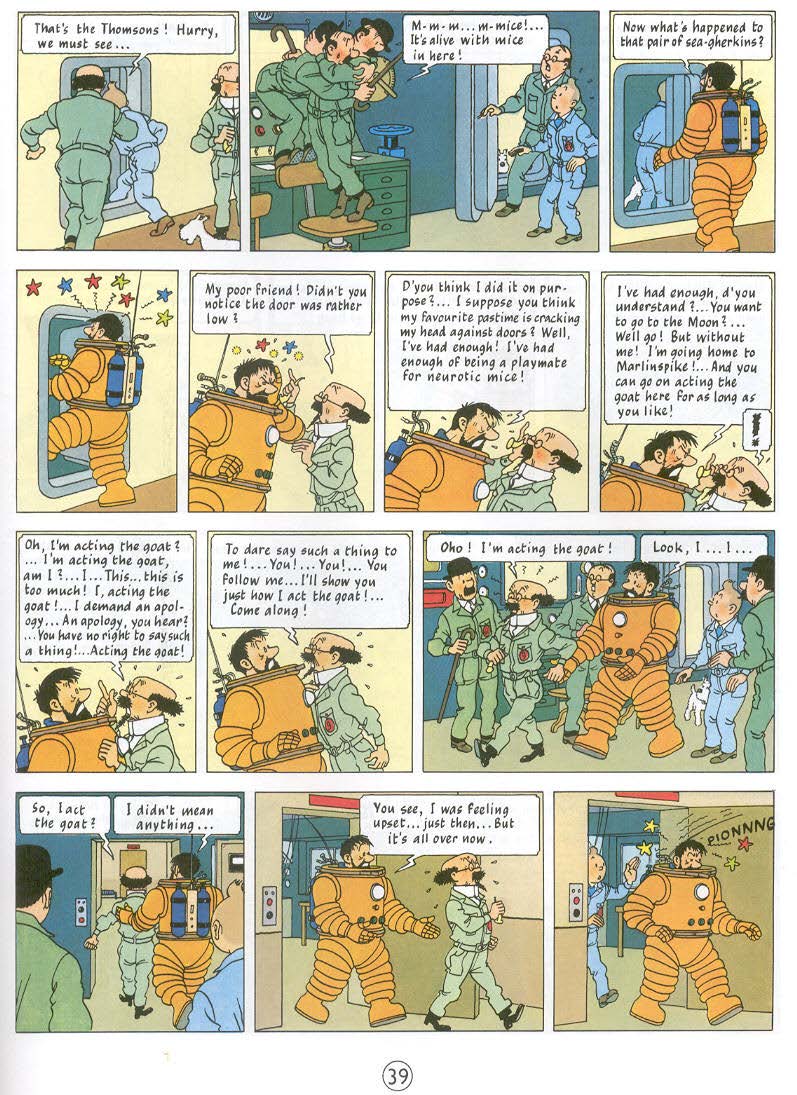 That's the Thomsons! Hurry,
we must see...
M-m-m...m-mice!...
It's alive with mice
in here!
Now what's happened to
that pair of sea-gherkins?
My poor friend! Didn't you
notice the door was rather
low?
D'you think I did it on pur-
pose?... I suppose you think
my favourite pastime is cracking
my head against doors? Well,
I've had enough! I've had
enough of being a playmate
for neurotic mice!
I've had enough, d'you
understand?...You want
to go to the Moon?...
Well go! But without
me! I'm going home to
Marlinspike!...And you
can go on acting the
goat here for as long as
you like!
!
Oh, I'm acting the goat?
... I'm acting the goat,
am I?...I...This...this is
too much! I, acting the
goat!...I demand an apol-
ogy...An apology, you hear?
...You have no right to say such
a thing!...Acting the goat!
To dare say such a thing to
me!...You!...You!...You
follow me...I'll show you
just how I act the goat!...
Come along!
Oho! I'm acting the goat!
Look, I...I...
So, I act
the goat?
I didn't mean
anything...
You see, I was feeling
upset...just then...But
it's all over now.
PIONNNG
39